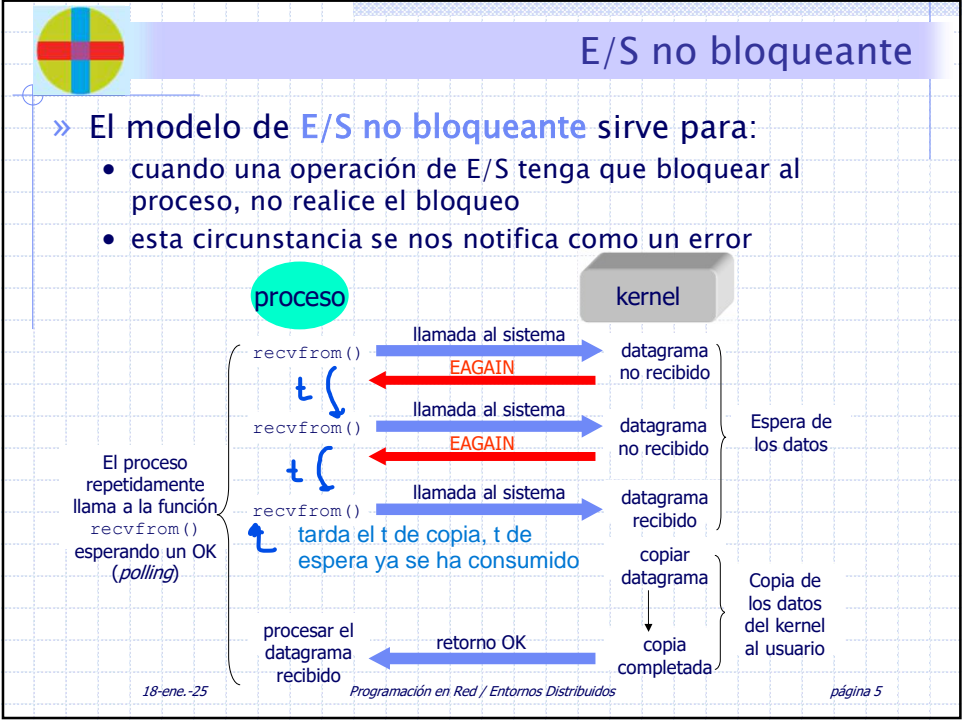 E/S no bloqueante
» El modelo de E/S no bloqueante sirve para:
• cuando una operación de E/S tenga que bloquear al
proceso, no realice el bloqueo
• esta circunstancia se nos notifica como un error
proceso
kernel
recvfrom()
llamada al sistema
EAGAIN
datagrama
no recibido
t
recvfrom()
llamada al sistema
EAGAIN
datagrama
no recibido
t
recvfrom()
llamada al sistema
datagrama
recibido
Espera de
los datos
El proceso
repetidamente
llama a la función
recvfrom()
esperando un OK
(polling)
tarda el t de copia, t de
espera ya se ha consumido
copiar
datagrama
copia
completada
Copia de
los datos
del kernel
al usuario
procesar el
datagrama
recibido
retorno OK
18-ene.-25
Programación en Red / Entornos Distribuidos
página 5